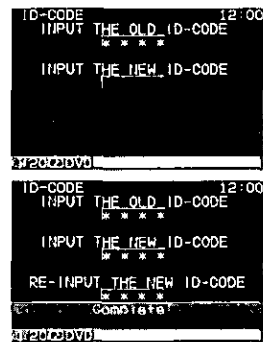 ID-CODE 12:00
INPUT THE OLD ID-CODE
* * * *
INPUT THE NEW ID-CODE
ID-CODE 12:00
INPUT THE OLD ID-CODE
* * * *
INPUT THE NEW ID-CODE
* * * *
RE-INPUT THE NEW ID-CODE
* * * *
Complete